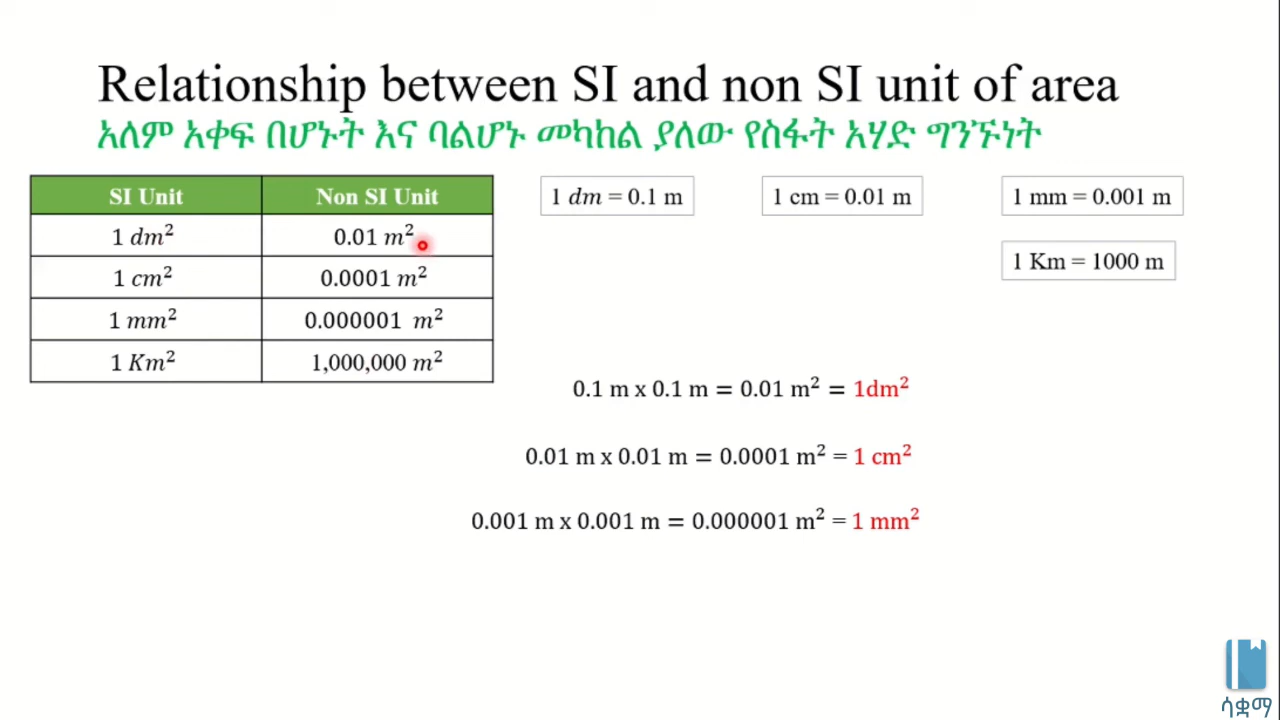 Relationship between SI and non SI unit of area
አለም አቀፍ በሆኑት እና ባልሆኑ መካከል ያለው የስፋት አሃድ ግንኙነት
SI Unit Non SI Unit
1 dm² 0.01 m²
1 cm² 0.0001 m²
1 mm² 0.000001 m²
1 Km² 1,000,000 m²
1 dm = 0.1 m
1 cm = 0.01 m
1 mm = 0.001 m
1 Km = 1000 m
0.1 m x 0.1 m = 0.01 m² = 1dm²
0.01 m x 0.01 m = 0.0001 m² = 1 cm²
0.001 m x 0.001 m = 0.000001 m² = 1 mm²
ሳቋማ